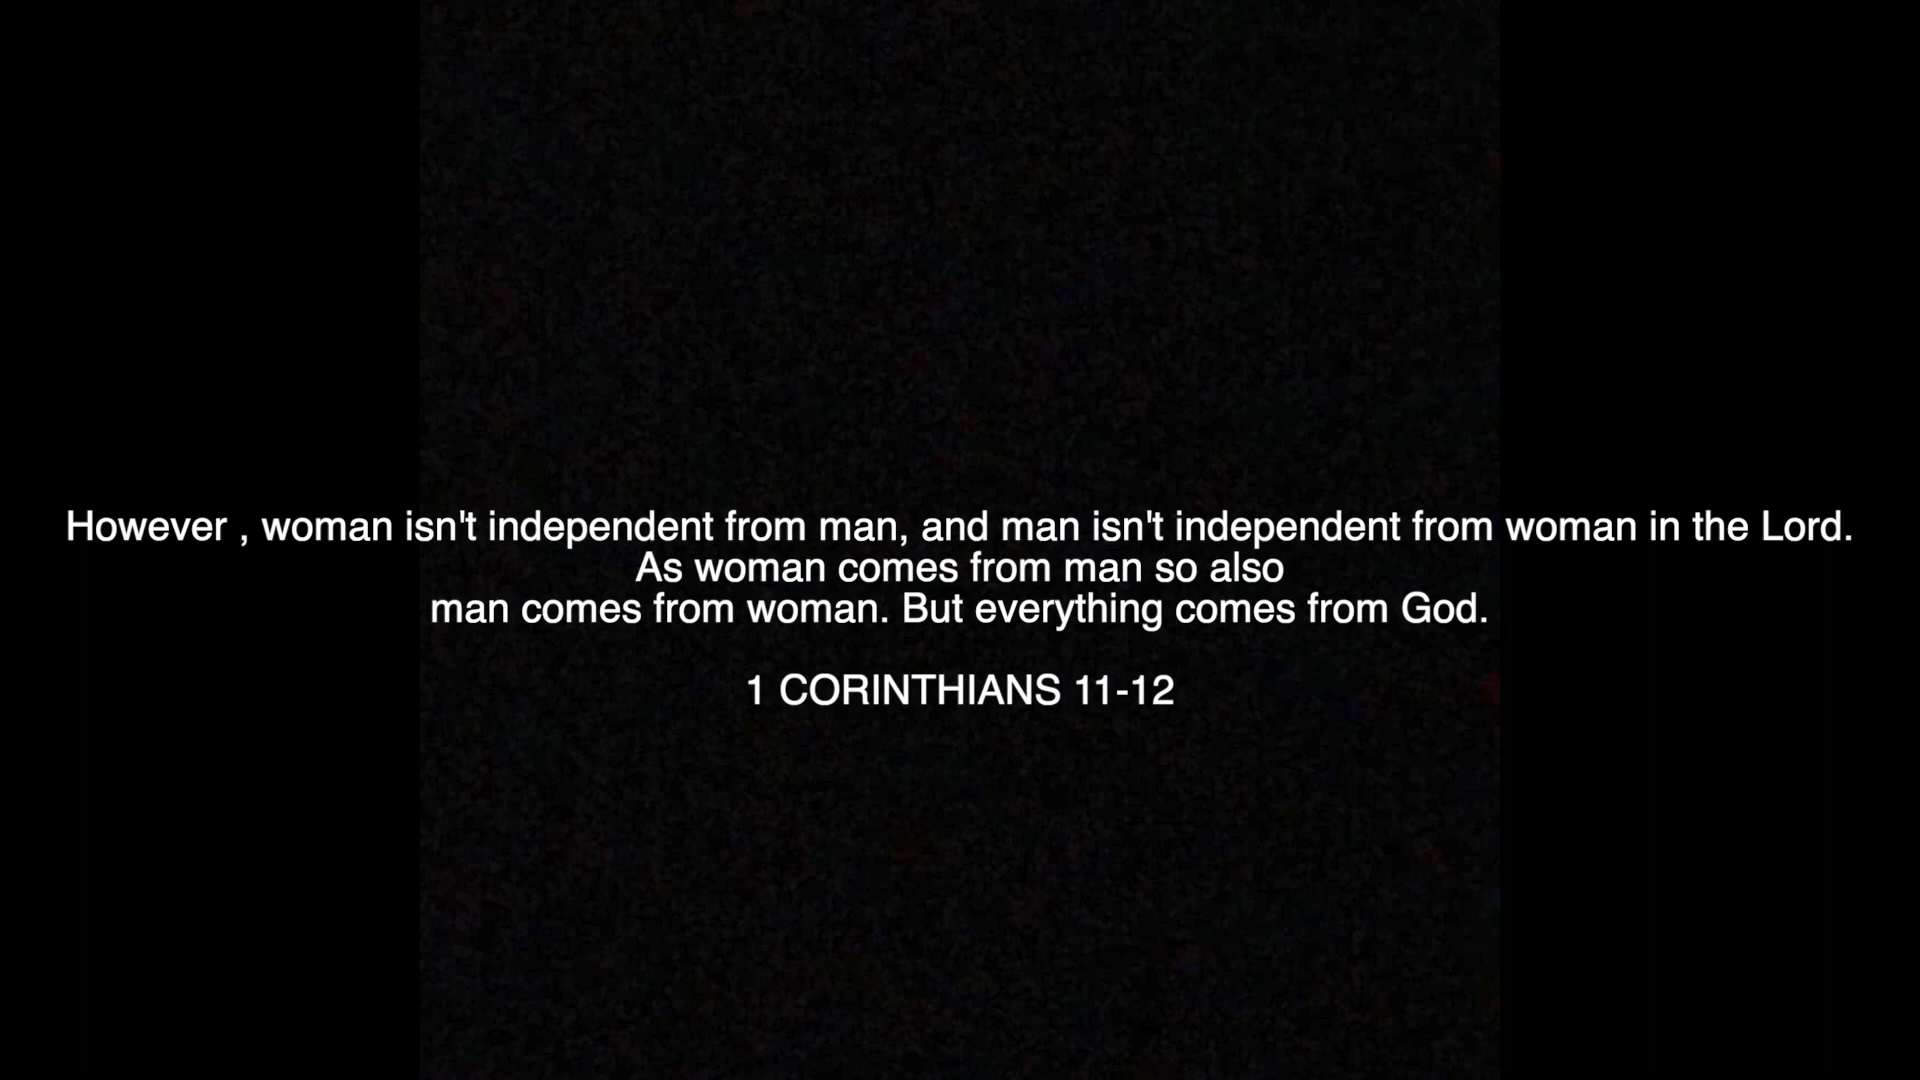 However , woman isn't independent from man, and man isn't independent from woman in the Lord.
As woman comes from man so also
man comes from woman. But everything comes from God.
1 CORINTHIANS 11-12